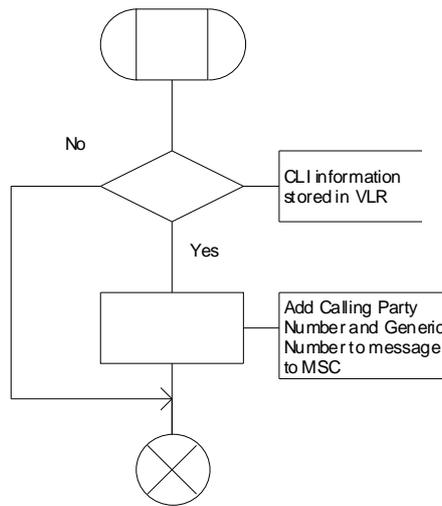 No
CLI information
stored in VLR
Yes
Add Calling Party
Number and Generic
Number to message
to MSC